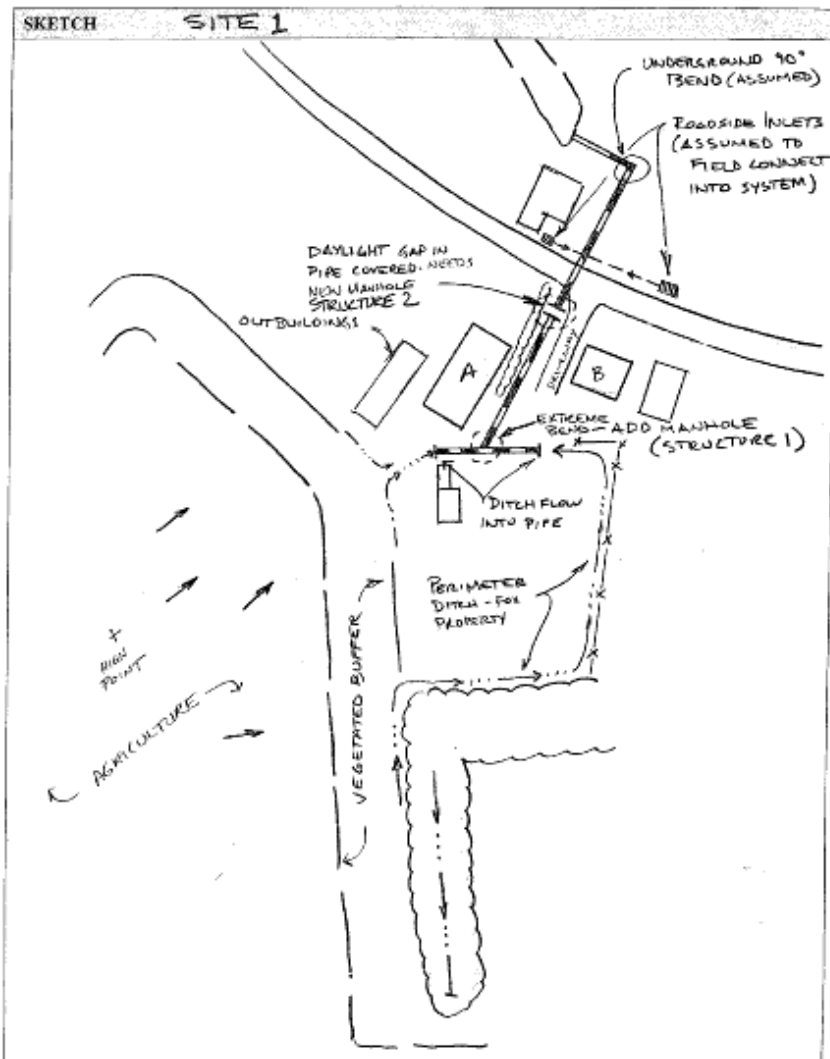 SKETCH SITE 1
UNDERGROUND 90°
BEND (ASSUMED)
ROADSIDE INLETS
(ASSUMED TO
FIELD CONNECT
INTO SYSTEM)
DAYLIGHT GAP IN
PIPE COVERED. NEEDS
NEW MANHOLE
STRUCTURE 2
OUTBUILDINGS
A
DRIVEWAY
B
EXTREME
BEND - ADD MANHOLE
(STRUCTURE 1)
DITCH FLOW
INTO PIPE
PERIMETER
DITCH - FOX
PROPERTY
+
HIGH
POINT
AGRICULTURE
VEGETATED BUFFER